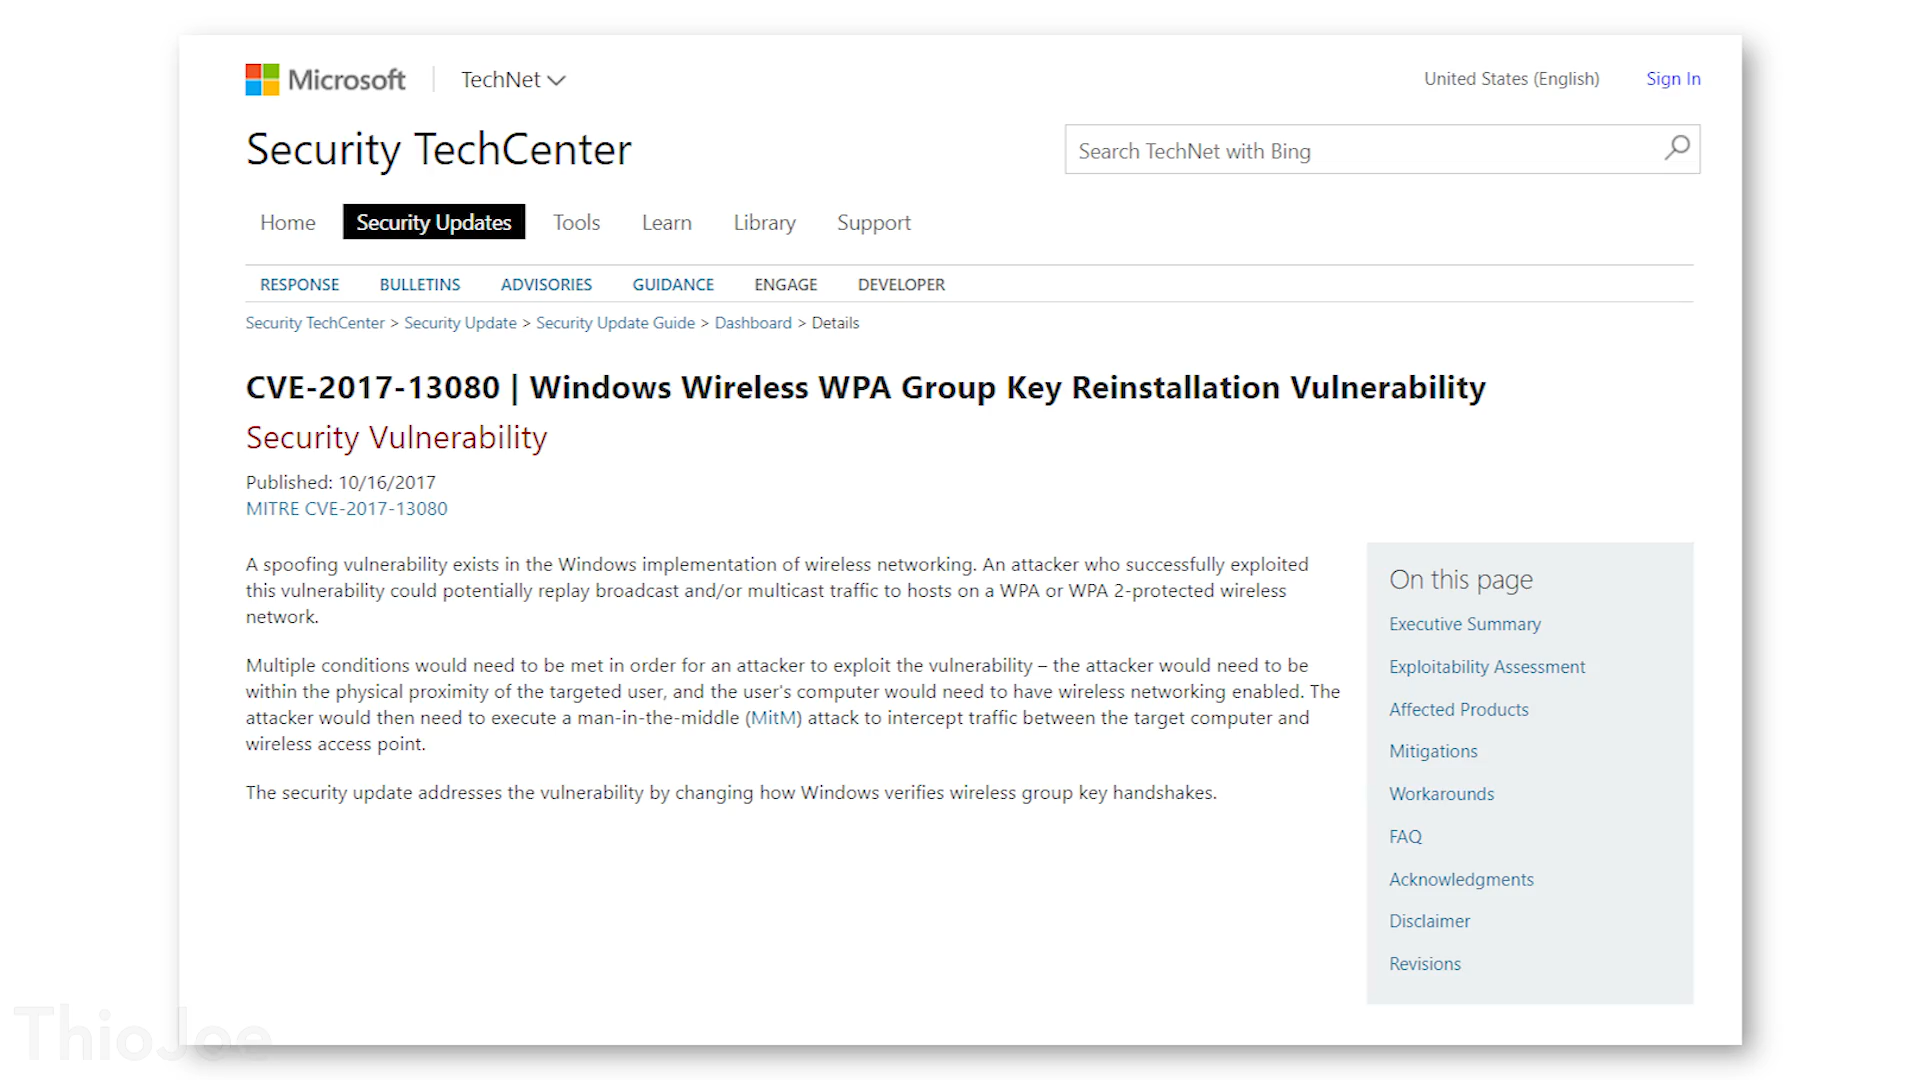 Microsoft TechNet United States (English) Sign In
Security TechCenter
Search TechNet with Bing
Home Security Updates Tools Learn Library Support
RESPONSE BULLETINS ADVISORIES GUIDANCE ENGAGE DEVELOPER
Security TechCenter > Security Update > Security Update Guide > Dashboard > Details
CVE-2017-13080 | Windows Wireless WPA Group Key Reinstallation Vulnerability
Security Vulnerability
Published: 10/16/2017
MITRE CVE-2017-13080
A spoofing vulnerability exists in the Windows implementation of wireless networking. An attacker who successfully exploited
this vulnerability could potentially replay broadcast and/or multicast traffic to hosts on a WPA or WPA 2-protected wireless
network.
Multiple conditions would need to be met in order for an attacker to exploit the vulnerability – the attacker would need to be
within the physical proximity of the targeted user, and the user's computer would need to have wireless networking enabled. The
attacker would then need to execute a man-in-the-middle (MitM) attack to intercept traffic between the target computer and
wireless access point.
The security update addresses the vulnerability by changing how Windows verifies wireless group key handshakes.
On this page
Executive Summary
Exploitability Assessment
Affected Products
Mitigations
Workarounds
FAQ
Acknowledgments
Disclaimer
Revisions
ThioJoe